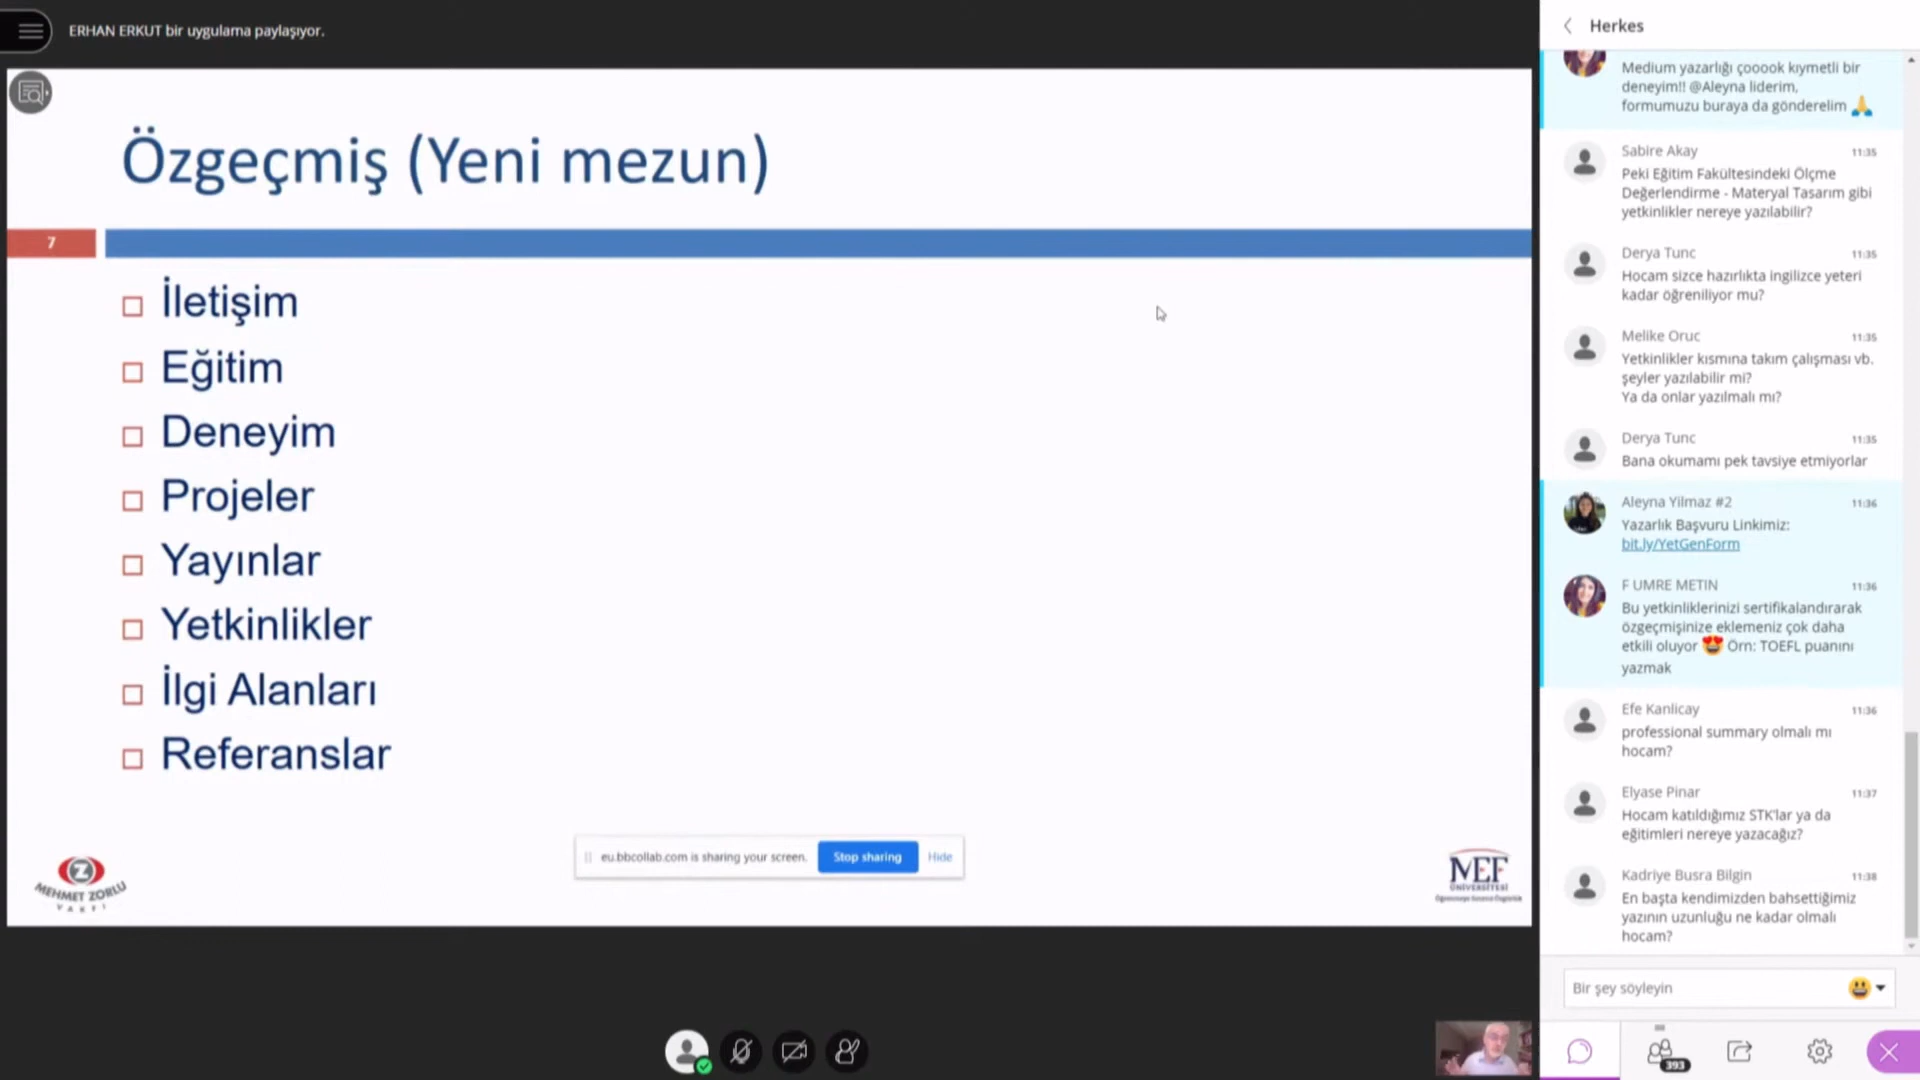 ERHAN ERKUT bir uygulama paylaşıyor.
Özgeçmiş (Yeni mezun)
7
İletişim
Eğitim
Deneyim
Projeler
Yayınlar
Yetkinlikler
İlgi Alanları
Referanslar
MEHMET ZORLU
VAKFI
eu.bbcollab.com is sharing your screen.
Stop sharing
Hide
MEF
ÜNİVERSİTESİ
Herkes
Medium yazarlığı çooook kıymetli bir
deneyim!! @Aleyna liderim,
formumuzu buraya da gönderelim 🙏
Sabire Akay 11:35
Peki Eğitim Fakültesindeki Ölçme
Değerlendirme - Materyal Tasarım gibi
yetkinlikler nereye yazılabilir?
Derya Tunc 11:35
Hocam sizce hazırlıkta ingilizce yeteri
kadar öğreniliyor mu?
Melike Oruc 11:35
Yetkinlikler kısmına takım çalışması vb.
şeyler yazılabilir mi?
Ya da onlar yazılmalı mı?
Derya Tunc 11:35
Bana okumamı pek tavsiye etmiyorlar
Aleyna Yilmaz #2 11:36
Yazarlık Başvuru Linkimiz:
bit.ly/YetGenForm
F UMRE METIN 11:36
Bu yetkinliklerinizi sertifikalandırarak
özgeçmişinize eklemeniz çok daha
etkili oluyor 😍 Örn: TOEFL puanını
yazmak
Efe Kanlicay 11:36
professional summary olmalı mı
hocam?
Elyase Pinar 11:37
Hocam katıldığımız STK'lar ya da
eğitimleri nereye yazacağız?
Kadriye Busra Bilgin 11:38
En başta kendimizden bahsettiğimiz
yazının uzunluğu ne kadar olmalı
hocam?
Bir şey söyleyin
393